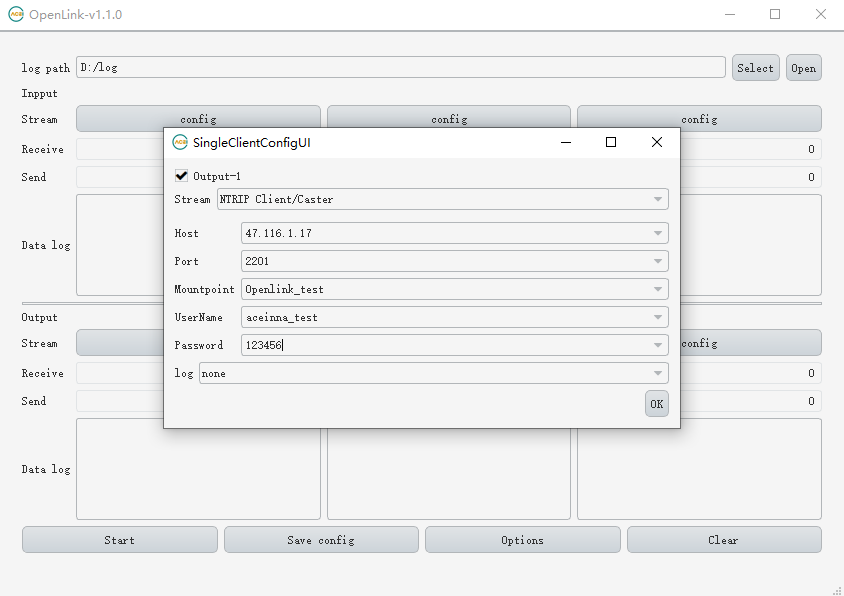 OpenLink-v1.1.0
log path D:/log Select Open
Inpput
Stream config config config
SingleClientConfigUI
Receive 0
Output-1
Send 0
Stream NTRIP Client/Caster
Host 47.116.1.17
Data log
Port 2201
Mountpoint Openlink_test
Output
UserName aceinna_test
Stream config
Password 123456
Receive 0
log none
Send 0
OK
Data log
Start Save config Options Clear